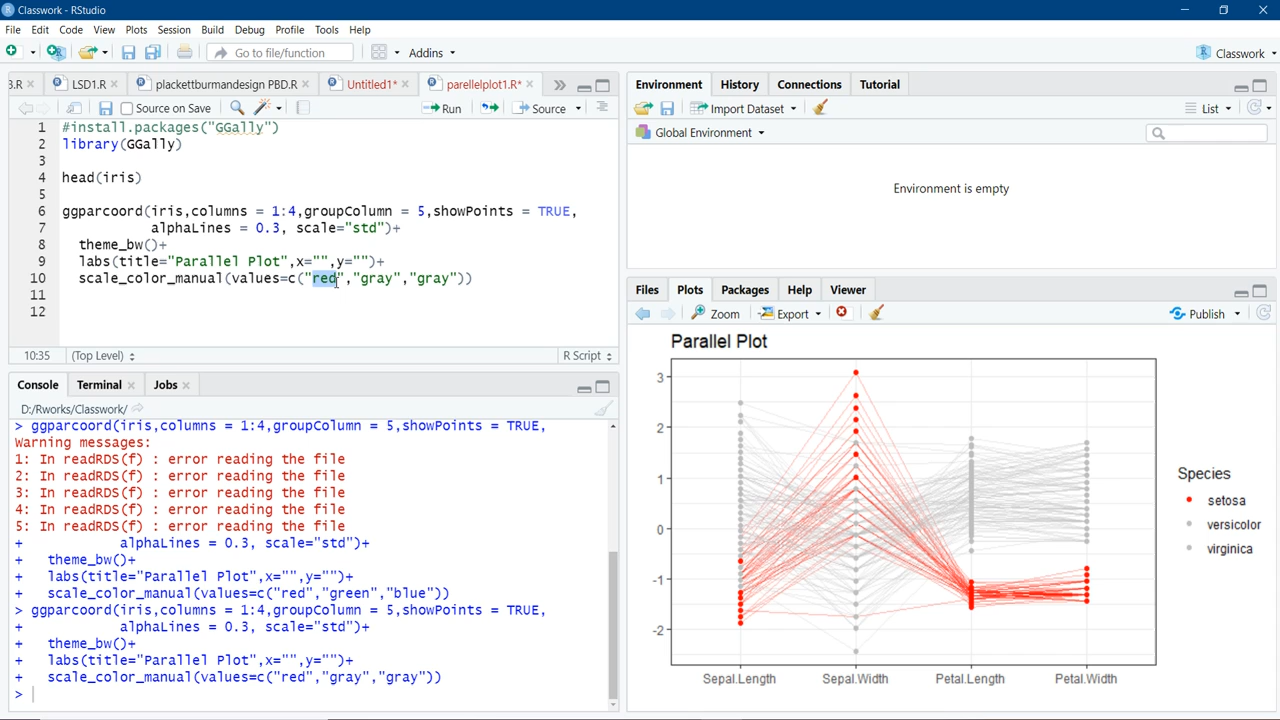 Classwork - RStudio
File Edit Code View Plots Session Build Debug Profile Tools Help
Go to file/function Addins Classwork
3.R LSD1.R plackettburmandesign PBD.R Untitled1* parellelplot1.R*
Source on Save Run Source
1 #install.packages("GGally")
2 library(GGally)
3
4 head(iris)
5
6 ggparcoord(iris,columns = 1:4,groupColumn = 5,showPoints = TRUE,
7 alphaLines = 0.3, scale="std")+
8 theme_bw()+
9 labs(title="Parallel Plot",x="",y="")+
10 scale_color_manual(values=c("red","gray","gray"))
11
12
10:35 (Top Level) R Script
Console Terminal Jobs
D:/Rworks/Classwork/
> ggparcoord(iris,columns = 1:4,groupColumn = 5,showPoints = TRUE,
Warning messages:
1: In readRDS(f) : error reading the file
2: In readRDS(f) : error reading the file
3: In readRDS(f) : error reading the file
4: In readRDS(f) : error reading the file
5: In readRDS(f) : error reading the file
+ alphaLines = 0.3, scale="std")+
+ theme_bw()+
+ labs(title="Parallel Plot",x="",y="")+
+ scale_color_manual(values=c("red","green","blue"))
> ggparcoord(iris,columns = 1:4,groupColumn = 5,showPoints = TRUE,
+ alphaLines = 0.3, scale="std")+
+ theme_bw()+
+ labs(title="Parallel Plot",x="",y="")+
+ scale_color_manual(values=c("red","gray","gray"))
>
Environment History Connections Tutorial
Import Dataset List
Global Environment
Environment is empty
Files Plots Packages Help Viewer
Zoom Export Publish
Parallel Plot
3
2
1
0
-1
-2
Sepal.Length Sepal.Width Petal.Length Petal.Width
Species
setosa
versicolor
virginica